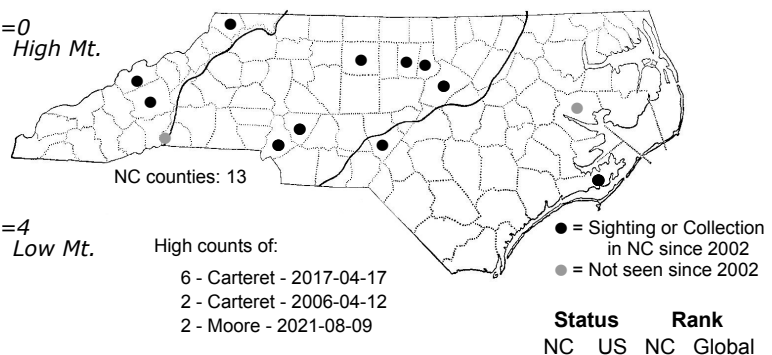 =0
High Mt.
NC counties: 13
=4
Low Mt.
High counts of:
6 - Carteret - 2017-04-17
2 - Carteret - 2006-04-12
2 - Moore - 2021-08-09
● = Sighting or Collection
in NC since 2002
● = Not seen since 2002
Status Rank
NC US NC Global